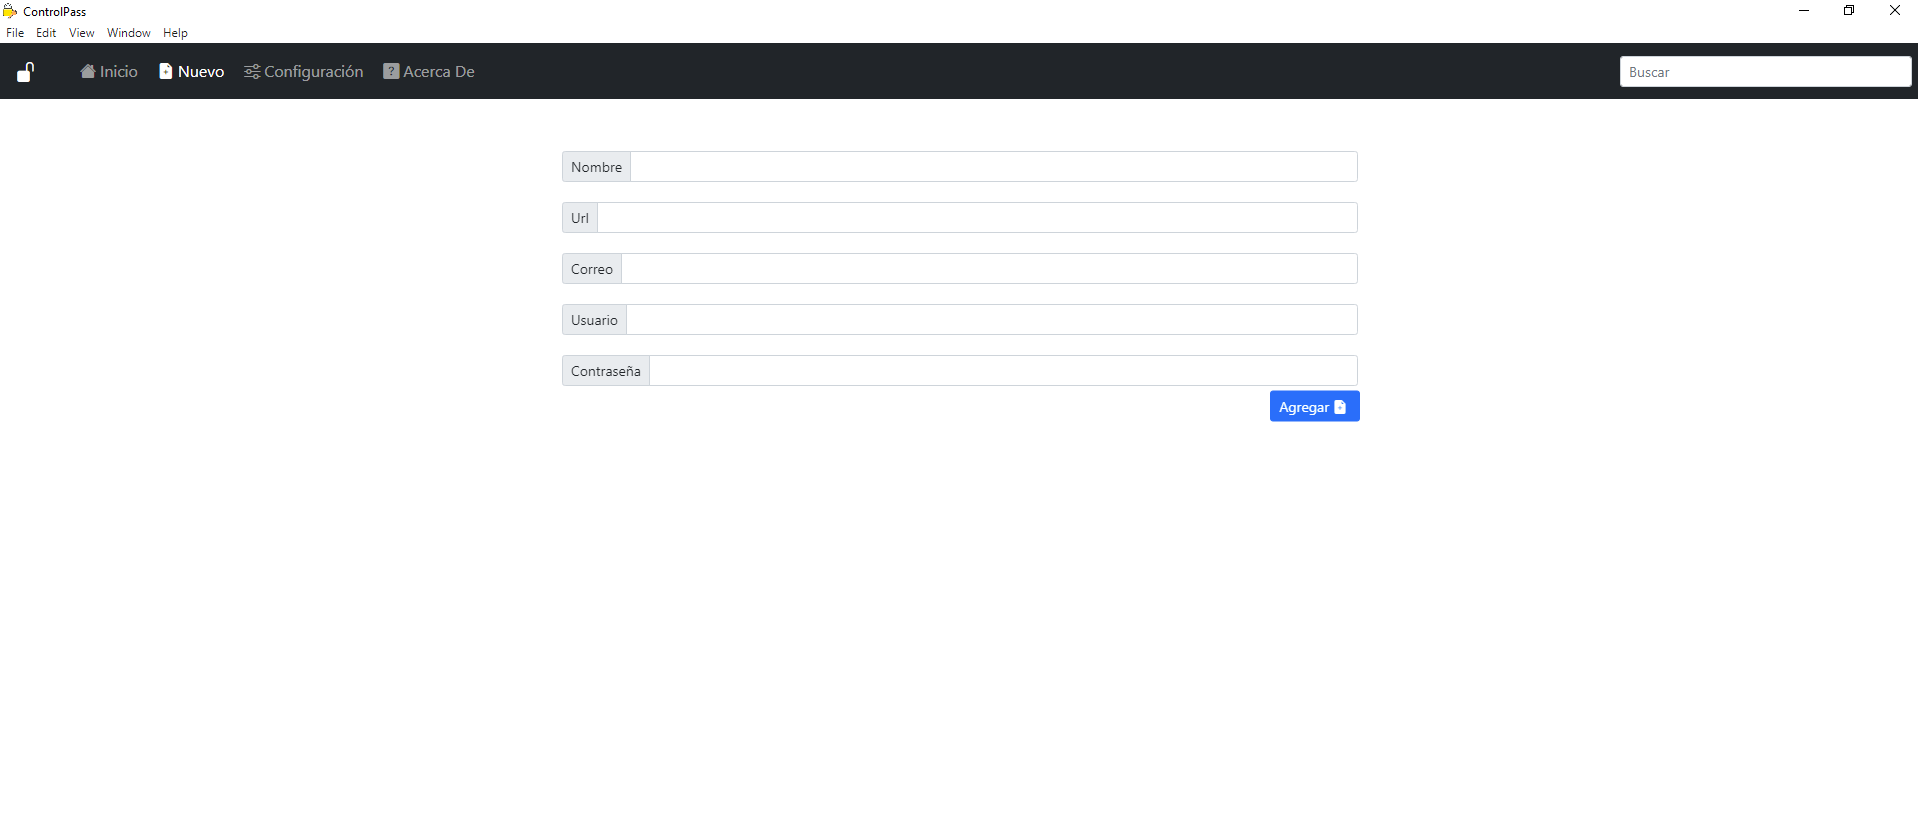 ControlPass
File Edit View Window Help
Inicio Nuevo Configuración Acerca De Buscar
Nombre
Url
Correo
Usuario
Contraseña
Agregar